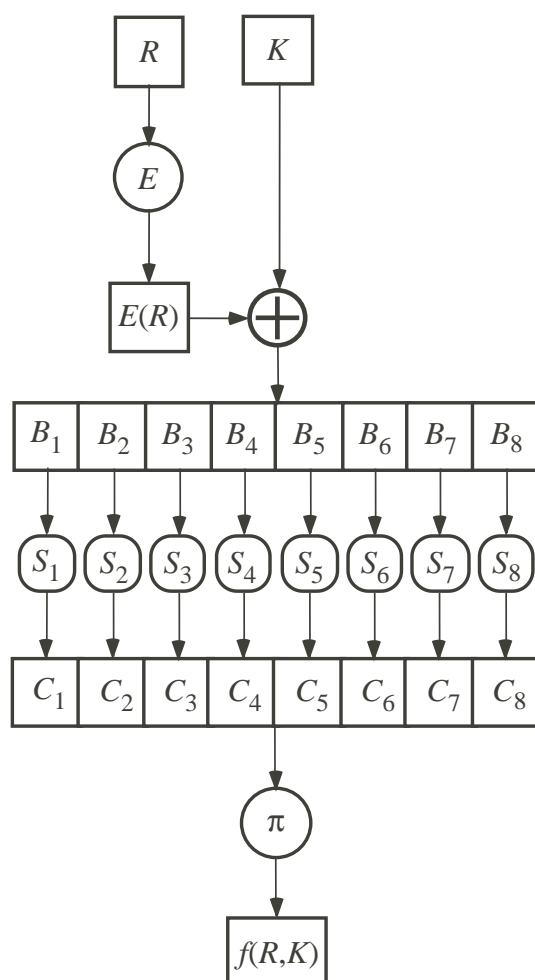 R K
E
E(R)
B₁ B₂ B₃ B₄ B₅ B₆ B₇ B₈
S₁ S₂ S₃ S₄ S₅ S₆ S₇ S₈
C₁ C₂ C₃ C₄ C₅ C₆ C₇ C₈
π
f(R,K)